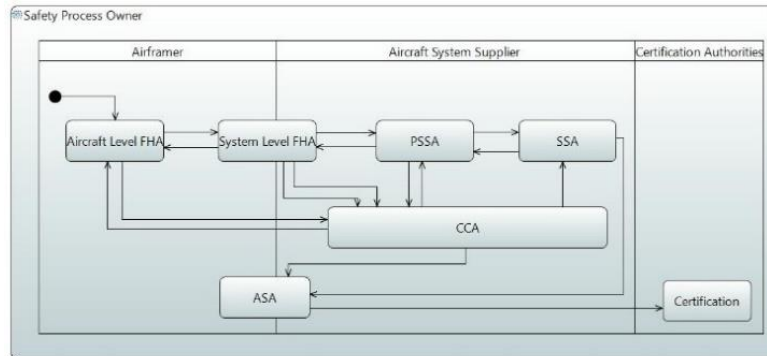 Safety Process Owner
Airframer
Aircraft System Supplier
Certification Authorities
Aircraft Level FHA
System Level FHA
PSSA
SSA
CCA
ASA
Certification